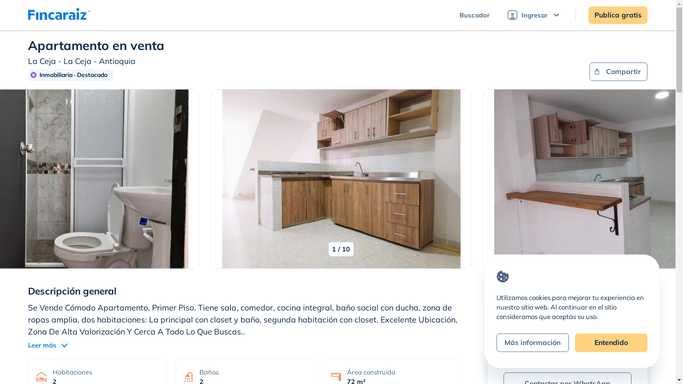 Fincaraiz
Buscador
Ingresar
Publica gratis
Apartamento en venta
La Ceja - La Ceja - Antioquia
Inmobiliaria - Destacado
Compartir
1 / 10
Descripción general
Se Vende Cómodo Apartamento, Primer Piso. Tiene sala, comedor, cocina integral, baño social con ducha, zona de
ropas amplia, dos habitaciones: La principal con closet y baño, segunda habitación con closet. Excelente Ubicación,
Zona De Alta Valorización Y Cerca A Todo Lo Que Buscas..
Leer más
Habitaciones
2
Baños
2
Área construida
72 m²
Utilizamos cookies para mejorar tu experiencia en
nuestro sitio web. Al continuar en el sitio
consideramos que aceptas su uso.
Más información
Entendido
Contactar por WhatsApp